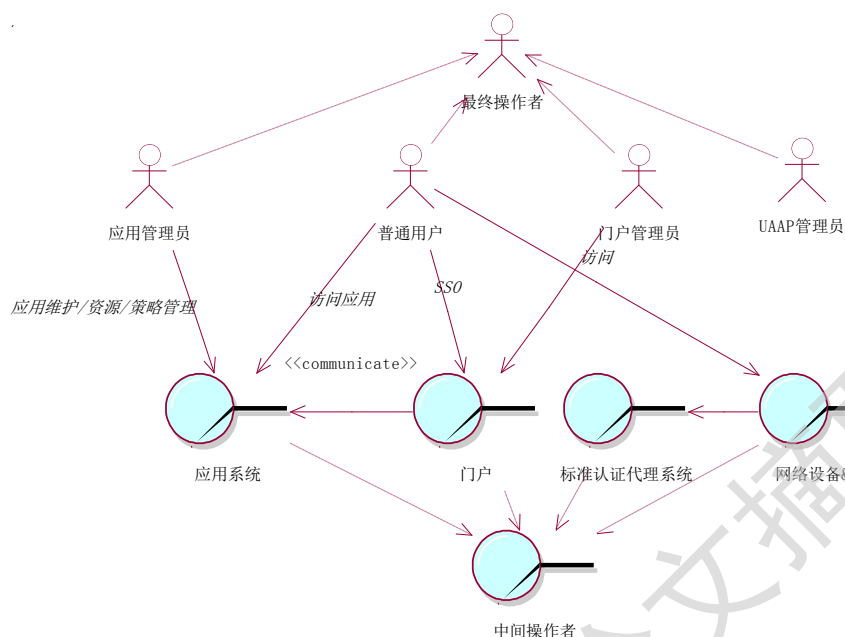 最终操作者
应用管理员
普通用户
门户管理员
UAAP管理员
访问
SSO
访问应用
应用维护/资源/策略管理
<<communicate>>
应用系统
门户
标准认证代理系统
网络设备&
中间操作者
文摘